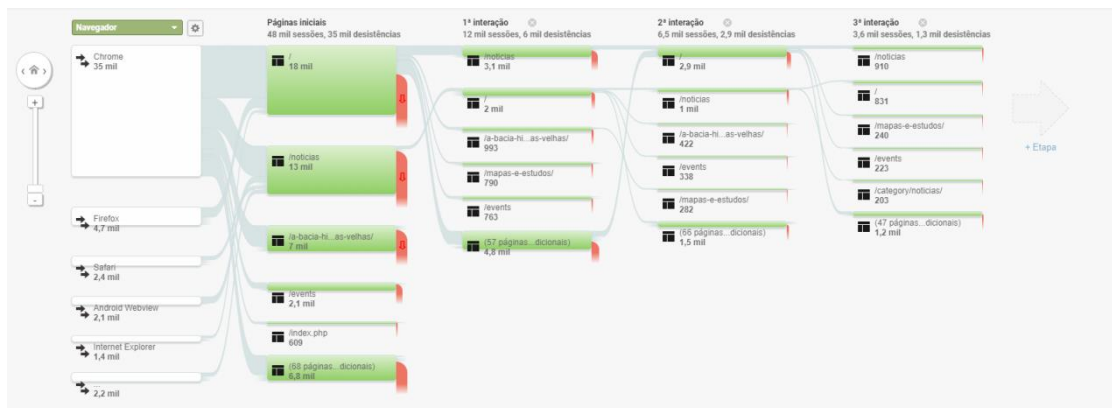 Navegador
Chrome
35 mil
Firefox
4,7 mil
Safari
2,4 mil
Android Webview
2,1 mil
Internet Explorer
1,4 mil
...
2,2 mil
Páginas iniciais
48 mil sessões, 35 mil desistências
/
18 mil
/noticias
13 mil
/a-bacia-hi...as-velhas/
7 mil
/events
2,1 mil
/index.php
609
(68 páginas...dicionais)
6,8 mil
1ª interação
12 mil sessões, 6 mil desistências
/noticias
3,1 mil
/
2 mil
/a-bacia-hi...as-velhas/
993
/mapas-e-estudos/
790
/events
763
(57 páginas...dicionais)
4,8 mil
2ª interação
6,5 mil sessões, 2,9 mil desistências
/
2,9 mil
/noticias
1 mil
/a-bacia-hi...as-velhas/
422
/events
338
/mapas-e-estudos/
282
(66 páginas...dicionais)
1,5 mil
3ª interação
3,6 mil sessões, 1,3 mil desistências
/noticias
910
/
831
/mapas-e-estudos/
240
/events
223
/category/noticias/
203
(47 páginas...dicionais)
1,2 mil
+ Etapa